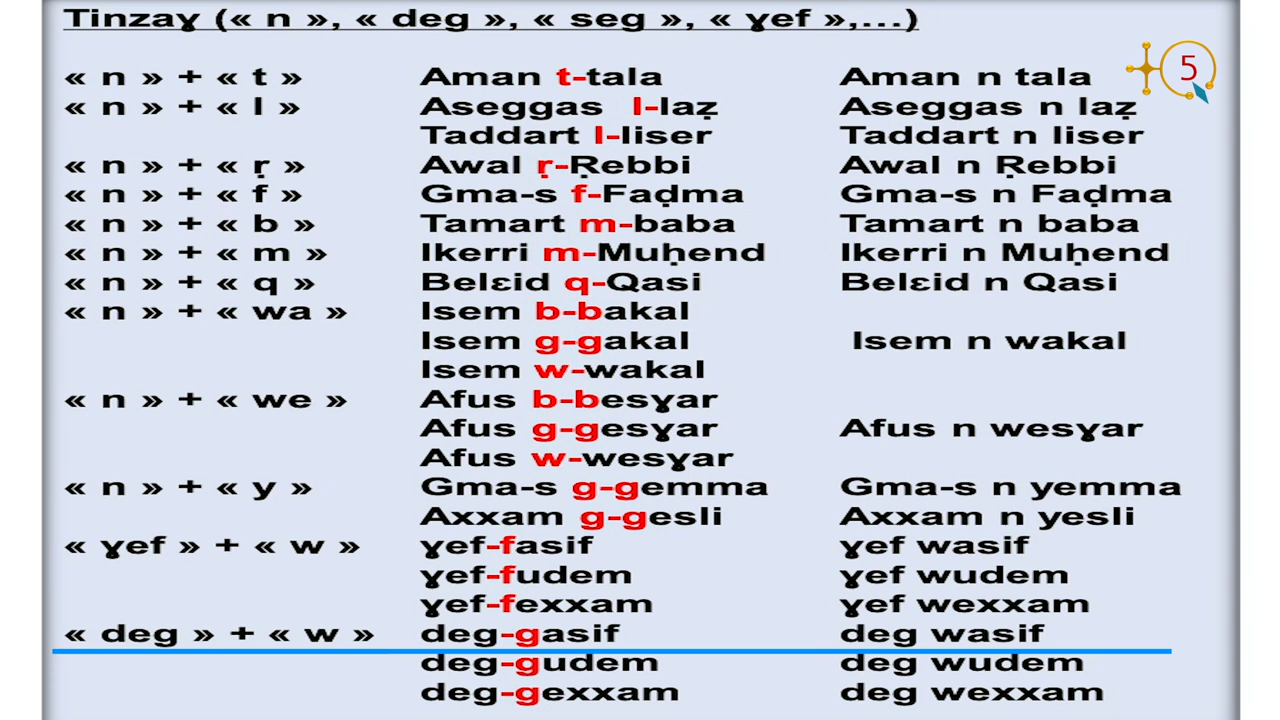 Tinzaɣ (« n », « deg », « seg », « ɣef »,...)
5
« n » + « t » Aman t-tala Aman n tala
« n » + « l » Aseggas l-laẓ Aseggas n laẓ
Taddart l-liser Taddart n liser
« n » + « ṛ » Awal ṛ-Ṛebbi Awal n Ṛebbi
« n » + « f » Gma-s f-Faḍma Gma-s n Faḍma
« n » + « b » Tamart m-baba Tamart n baba
« n » + « m » Ikerri m-Muḥend Ikerri n Muḥend
« n » + « q » Belɛid q-Qasi Belɛid n Qasi
« n » + « wa » Isem b-bakal
Isem g-gakal Isem n wakal
Isem w-wakal
« n » + « we » Afus b-besɣar
Afus g-gesɣar Afus n wesɣar
Afus w-wesɣar
« n » + « y » Gma-s g-gemma Gma-s n yemma
Axxam g-gesli Axxam n yesli
« ɣef » + « w » ɣef-fasif ɣef wasif
ɣef-fudem ɣef wudem
ɣef-fexxam ɣef wexxam
« deg » + « w » deg-gasif deg wasif
deg-gudem deg wudem
deg-gexxam deg wexxam